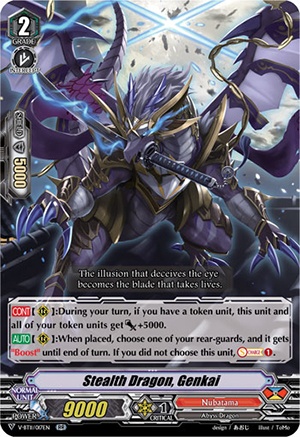 2
GRADE
INTERCEPT
5000
The illusion that deceives the eye
becomes the blade that takes lives.
CONT:During your turn, if you have a token unit, this unit and
all of your token units get +5000.
AUTO:When placed, choose one of your rear-guards, and it gets
"Boost" until end of turn. If you did not choose this unit, 1.
Stealth Dragon, Genkai
NORMAL
UNIT
Nubatama
Abyss Dragon
POWER
9000
1
CRITICAL
V-BT11/017EN RR
design / あおじ illust / ToMo